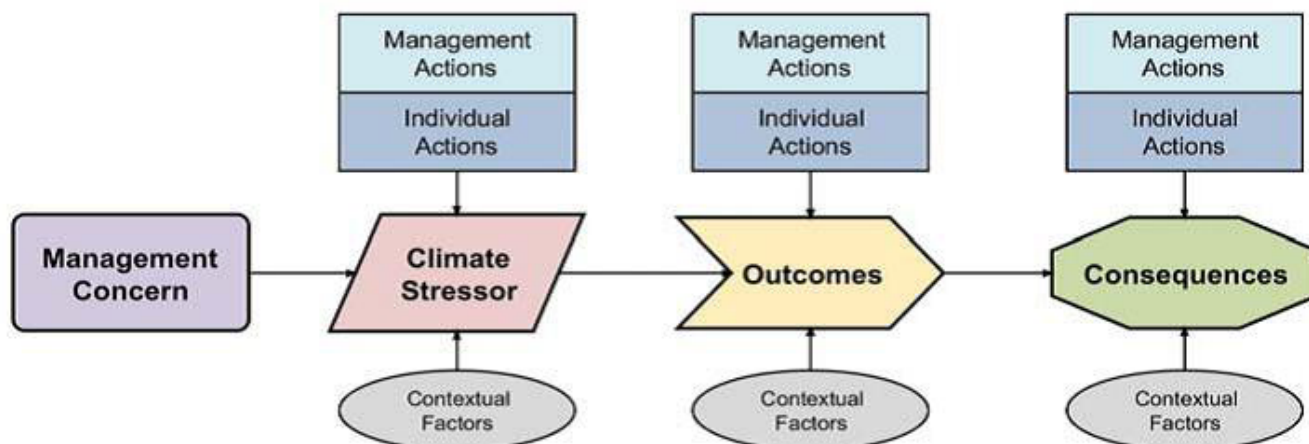 Management
Actions
Individual
Actions
Management
Actions
Individual
Actions
Management
Actions
Individual
Actions
Management
Concern
Climate
Stressor
Outcomes
Consequences
Contextual
Factors
Contextual
Factors
Contextual
Factors